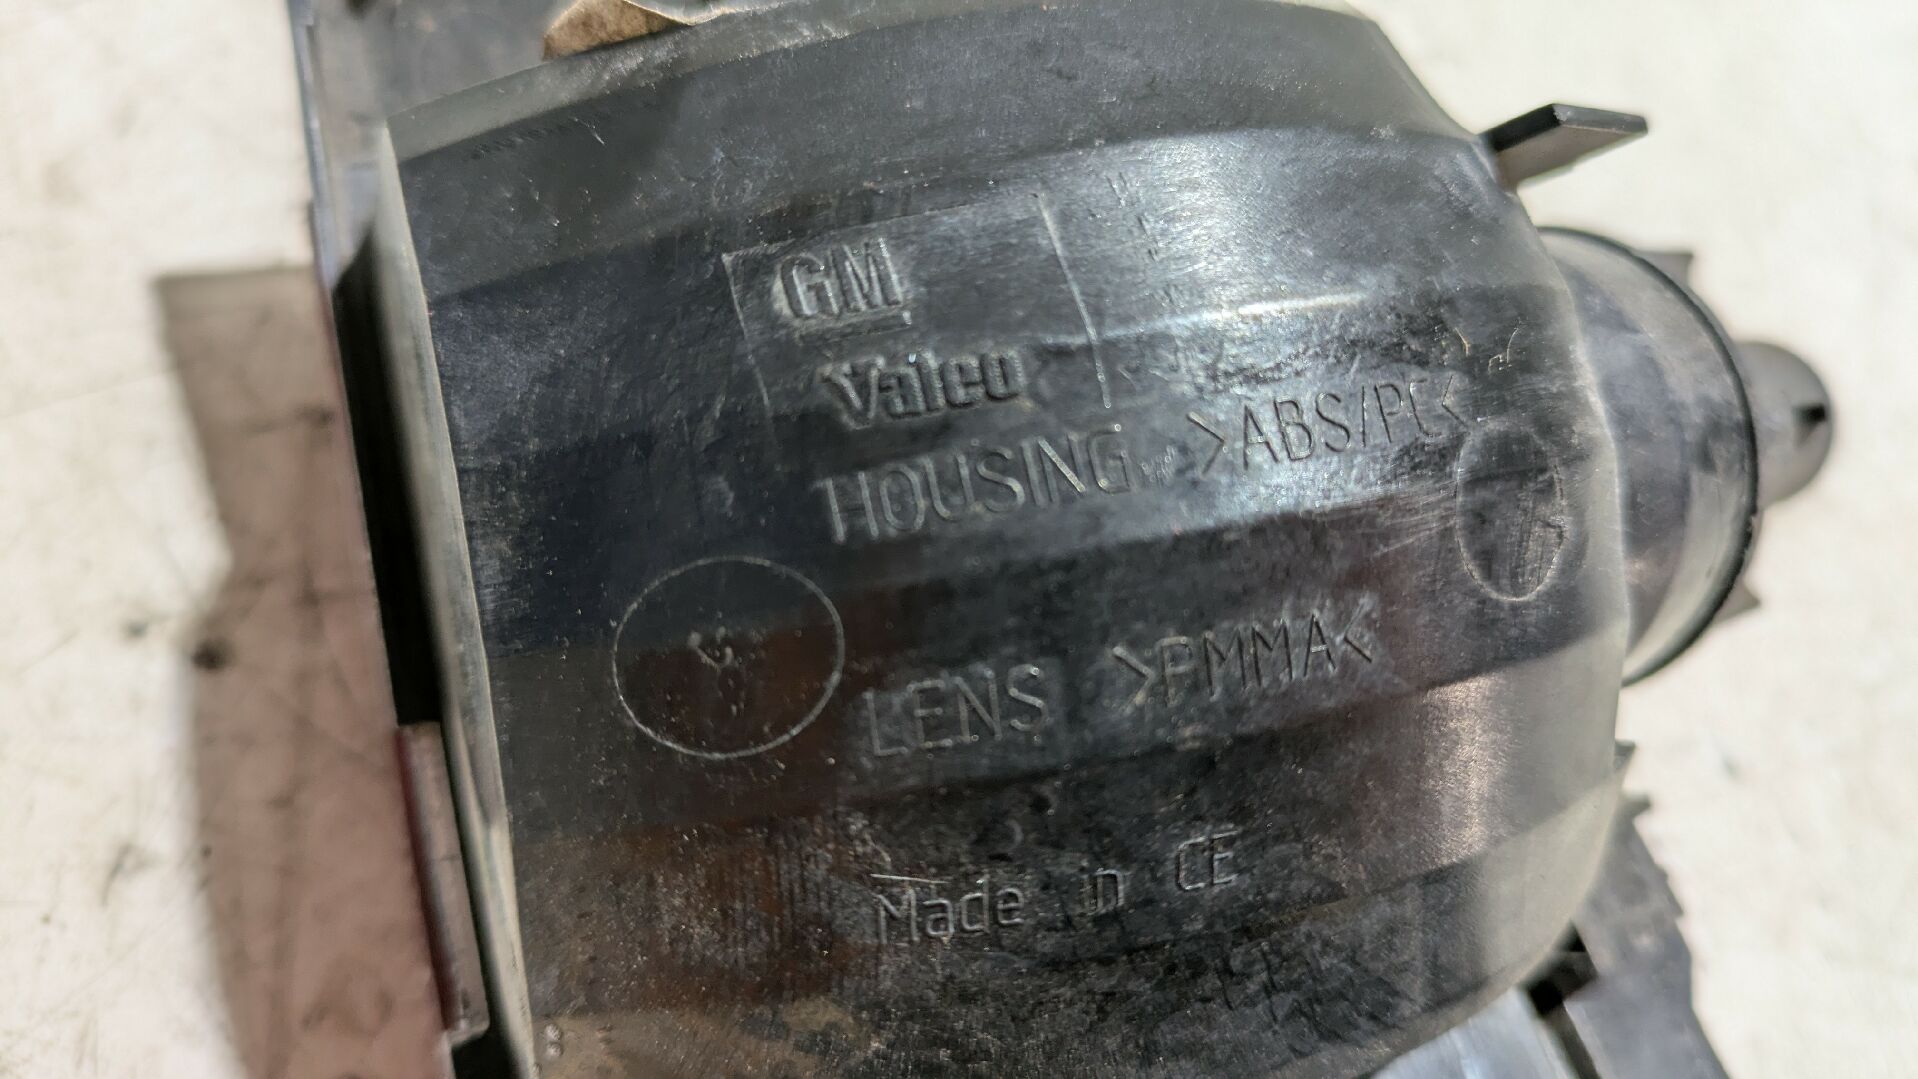 GM
Valeo
HOUSING >ABS/PC<
LENS >PMMA<
Made in CE